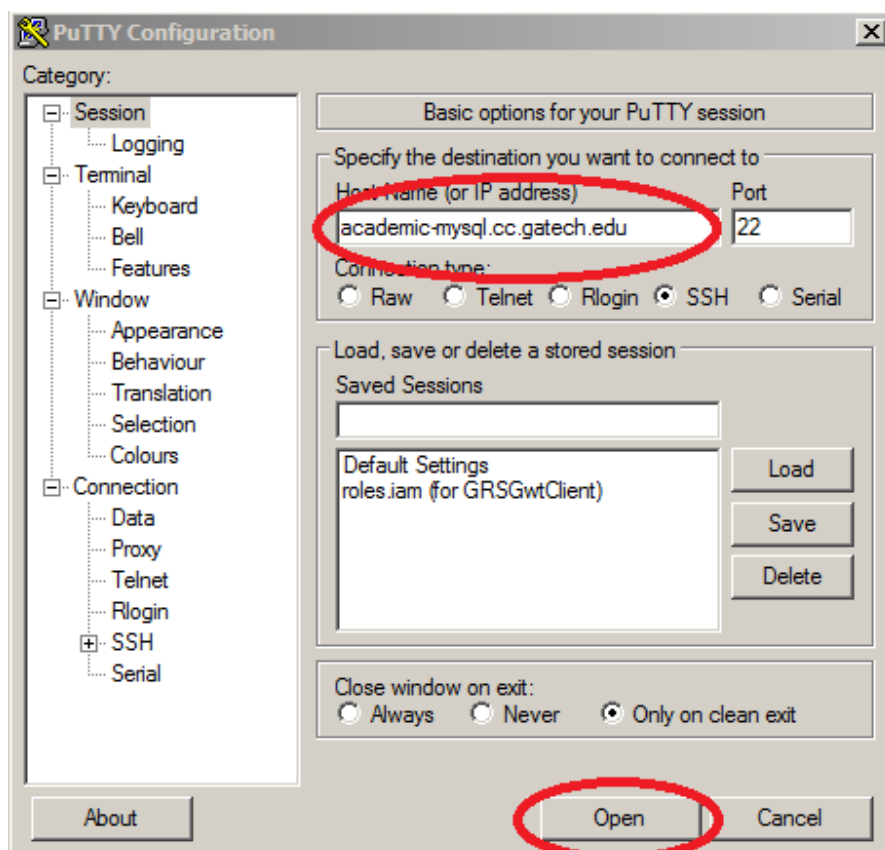 PuTTY Configuration
Category:
Session
Logging
Terminal
Keyboard
Bell
Features
Window
Appearance
Behaviour
Translation
Selection
Colours
Connection
Data
Proxy
Telnet
Rlogin
SSH
Serial
Basic options for your PuTTY session
Specify the destination you want to connect to
Host Name (or IP address) Port
academic-mysql.cc.gatech.edu 22
Connection type:
Raw Telnet Rlogin SSH Serial
Load, save or delete a stored session
Saved Sessions
Default Settings
roles.iam (for GRSGwtClient)
Load
Save
Delete
Close window on exit:
Always Never Only on clean exit
About Open Cancel